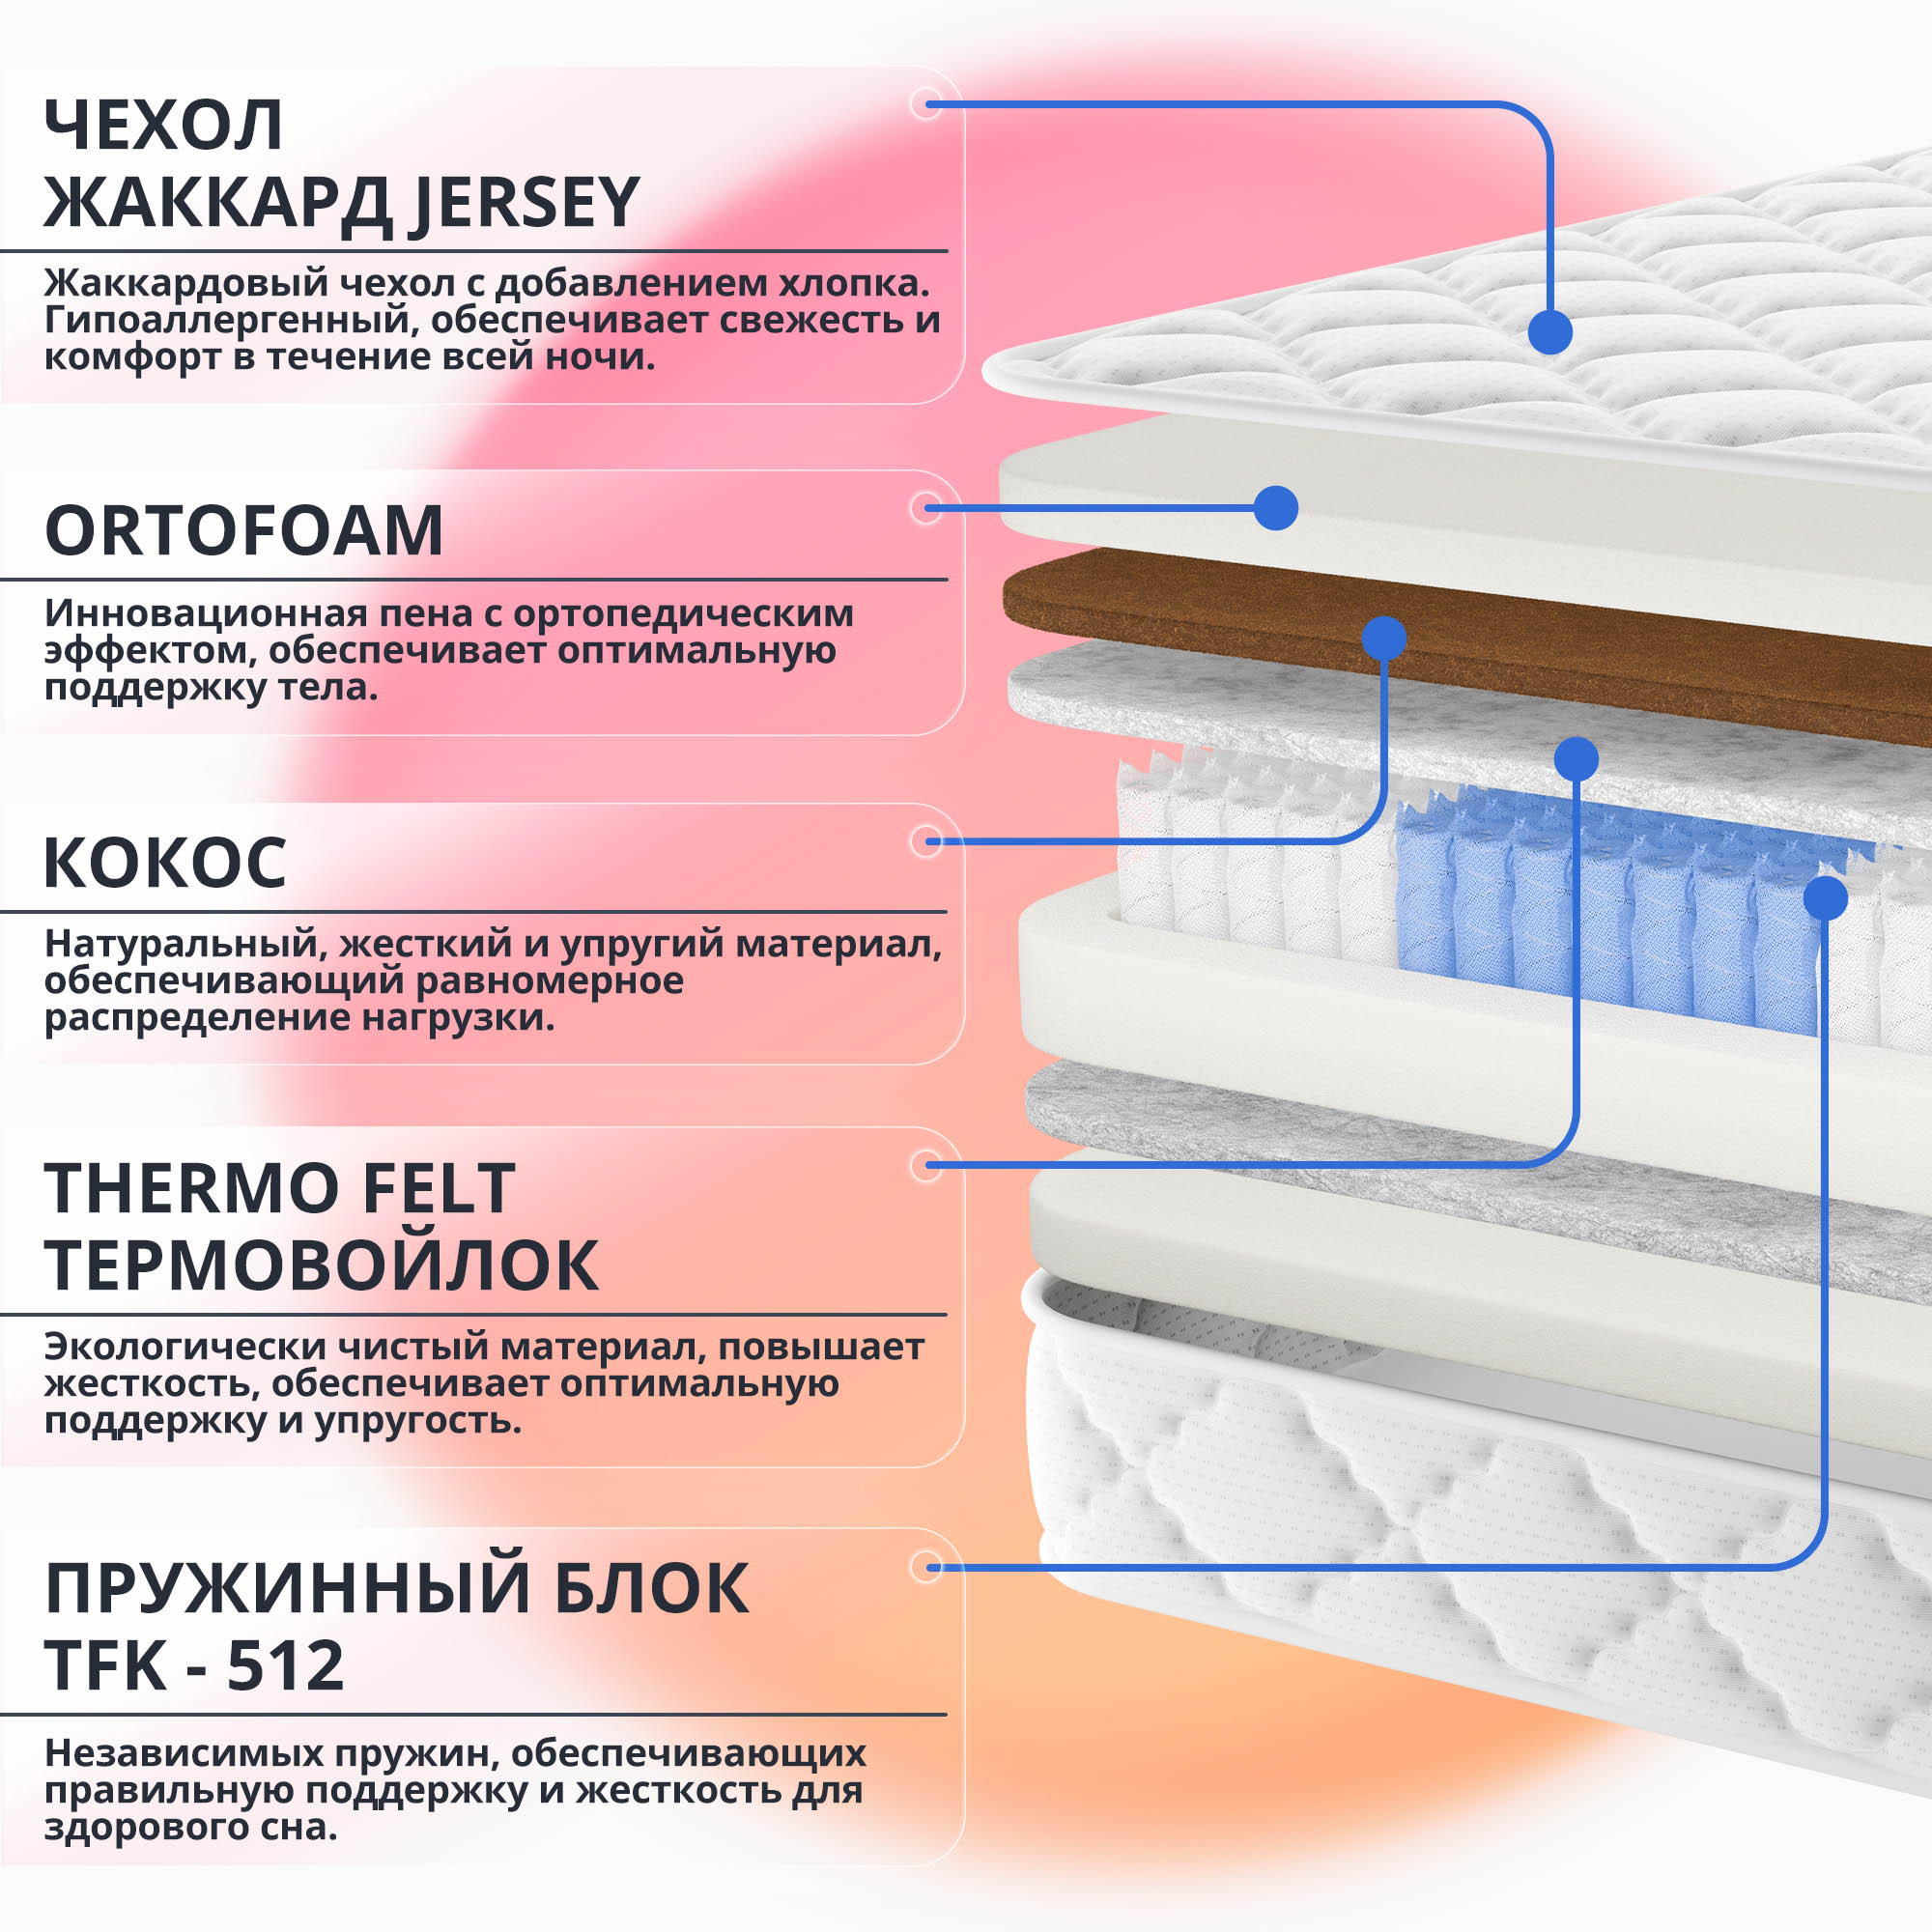 ЧЕХОЛ
ЖАККАРД JERSEY
Жаккардовый чехол с добавлением хлопка.
Гипоаллергенный, обеспечивает свежесть и
комфорт в течение всей ночи.
ORTOFOAM
Инновационная пена с ортопедическим
эффектом, обеспечивает оптимальную
поддержку тела.
КОКОС
Натуральный, жесткий и упругий материал,
обеспечивающий равномерное
распределение нагрузки.
THERMO FELT
ТЕРМОВОЙЛОК
Экологически чистый материал, повышает
жесткость, обеспечивает оптимальную
поддержку и упругость.
ПРУЖИННЫЙ БЛОК
TFK - 512
Независимых пружин, обеспечивающих
правильную поддержку и жесткость для
здорового сна.